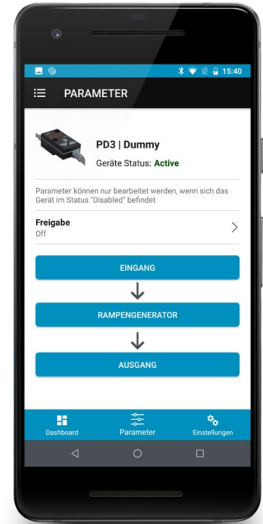 15:40
PARAMETER
PD3 | Dummy
Geräte Status: Active
Parameter können nur bearbeitet werden, wenn sich das
Gerät im Status "Disabled" befindet
Freigabe
Off
EINGANG
RAMPENGENERATOR
AUSGANG
Dashboard Parameter Einstellungen